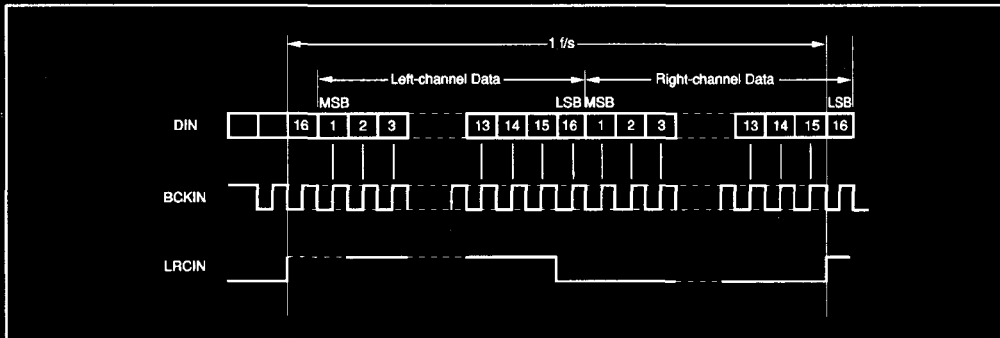 1 f/s
Left-channel Data Right-channel Data
MSB LSB MSB LSB
DIN 16 1 2 3 13 14 15 16 1 2 3 13 14 15 16
BCKIN
LRCIN